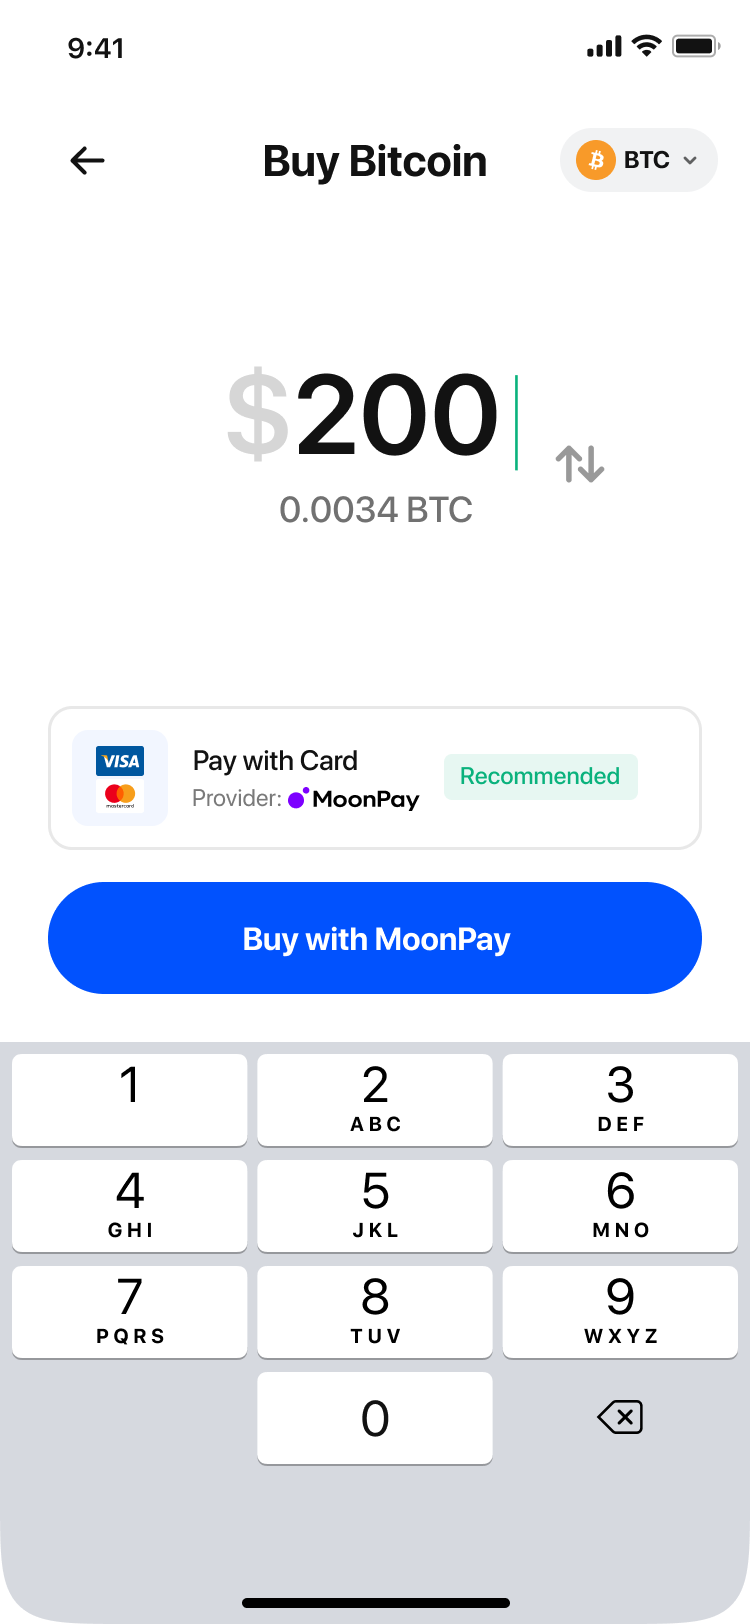 9:41
Buy Bitcoin
BTC
$200
0.0034 BTC
VISA
mastercard
Pay with Card
Provider: MoonPay
Recommended
Buy with MoonPay
1
2
ABC
3
DEF
4
GHI
5
JKL
6
MNO
7
PQRS
8
TUV
9
WXYZ
0